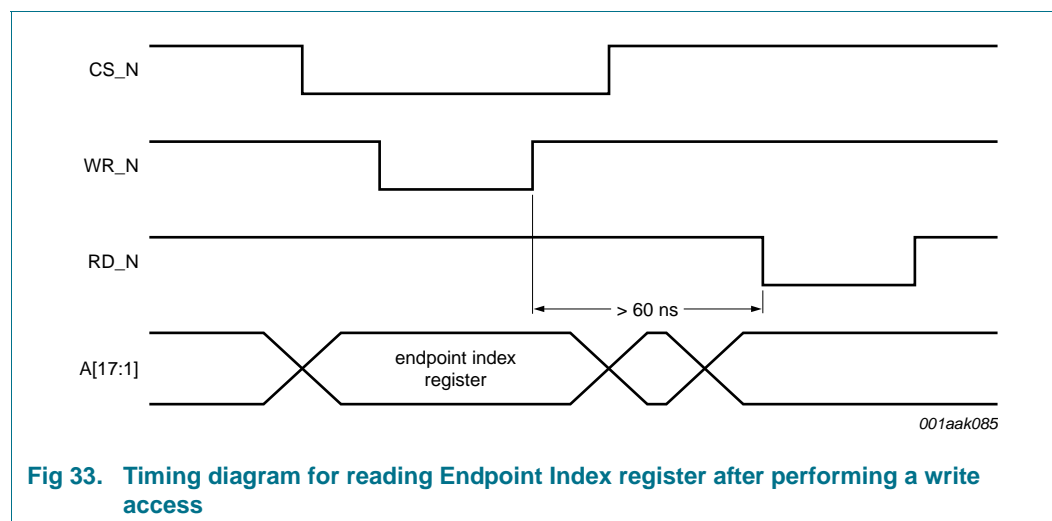 CS_N
WR_N
RD_N
> 60 ns
A[17:1]
endpoint index
register
001aak085
Fig 33. Timing diagram for reading Endpoint Index register after performing a write
access